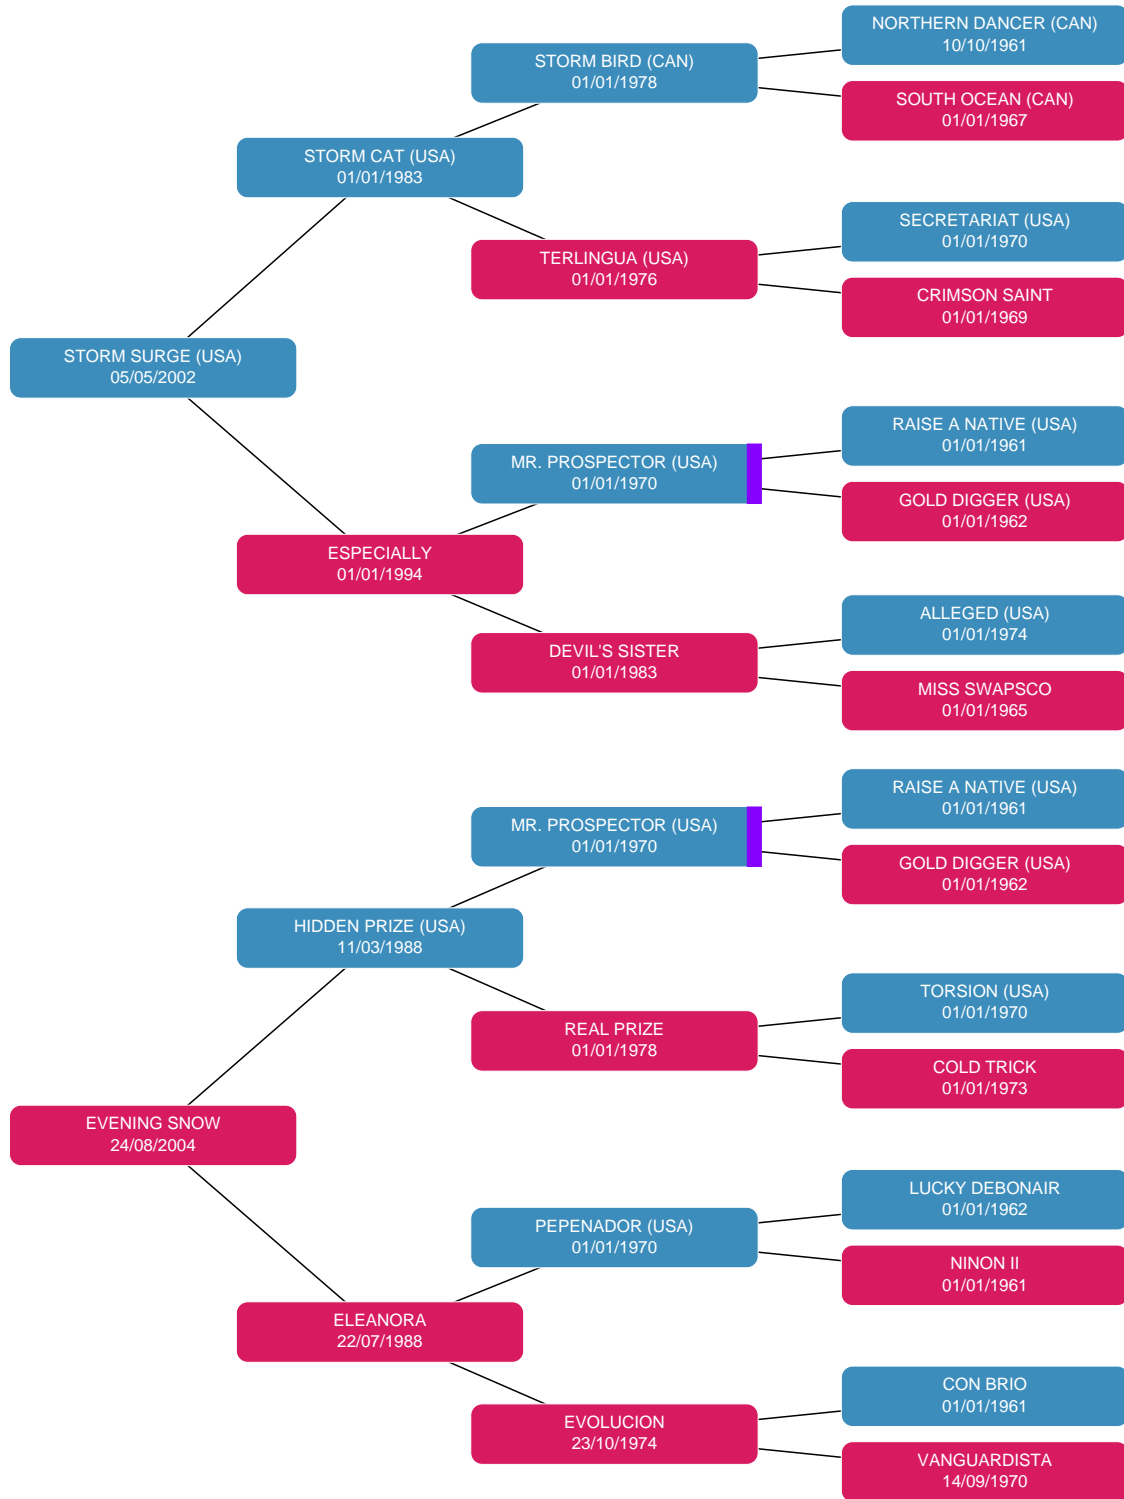 NORTHERN DANCER (CAN)
10/10/1961
STORM BIRD (CAN)
01/01/1978
SOUTH OCEAN (CAN)
01/01/1967
STORM CAT (USA)
01/01/1983
SECRETARIAT (USA)
01/01/1970
TERLINGUA (USA)
01/01/1976
CRIMSON SAINT
01/01/1969
STORM SURGE (USA)
05/05/2002
RAISE A NATIVE (USA)
01/01/1961
MR. PROSPECTOR (USA)
01/01/1970
GOLD DIGGER (USA)
01/01/1962
ESPECIALLY
01/01/1994
ALLEGED (USA)
01/01/1974
DEVIL'S SISTER
01/01/1983
MISS SWAPSCO
01/01/1965
RAISE A NATIVE (USA)
01/01/1961
MR. PROSPECTOR (USA)
01/01/1970
GOLD DIGGER (USA)
01/01/1962
HIDDEN PRIZE (USA)
11/03/1988
TORSION (USA)
01/01/1970
REAL PRIZE
01/01/1978
COLD TRICK
01/01/1973
EVENING SNOW
24/08/2004
LUCKY DEBONAIR
01/01/1962
PEPENADOR (USA)
01/01/1970
NINON II
01/01/1961
ELEANORA
22/07/1988
CON BRIO
01/01/1961
EVOLUCION
23/10/1974
VANGUARDISTA
14/09/1970